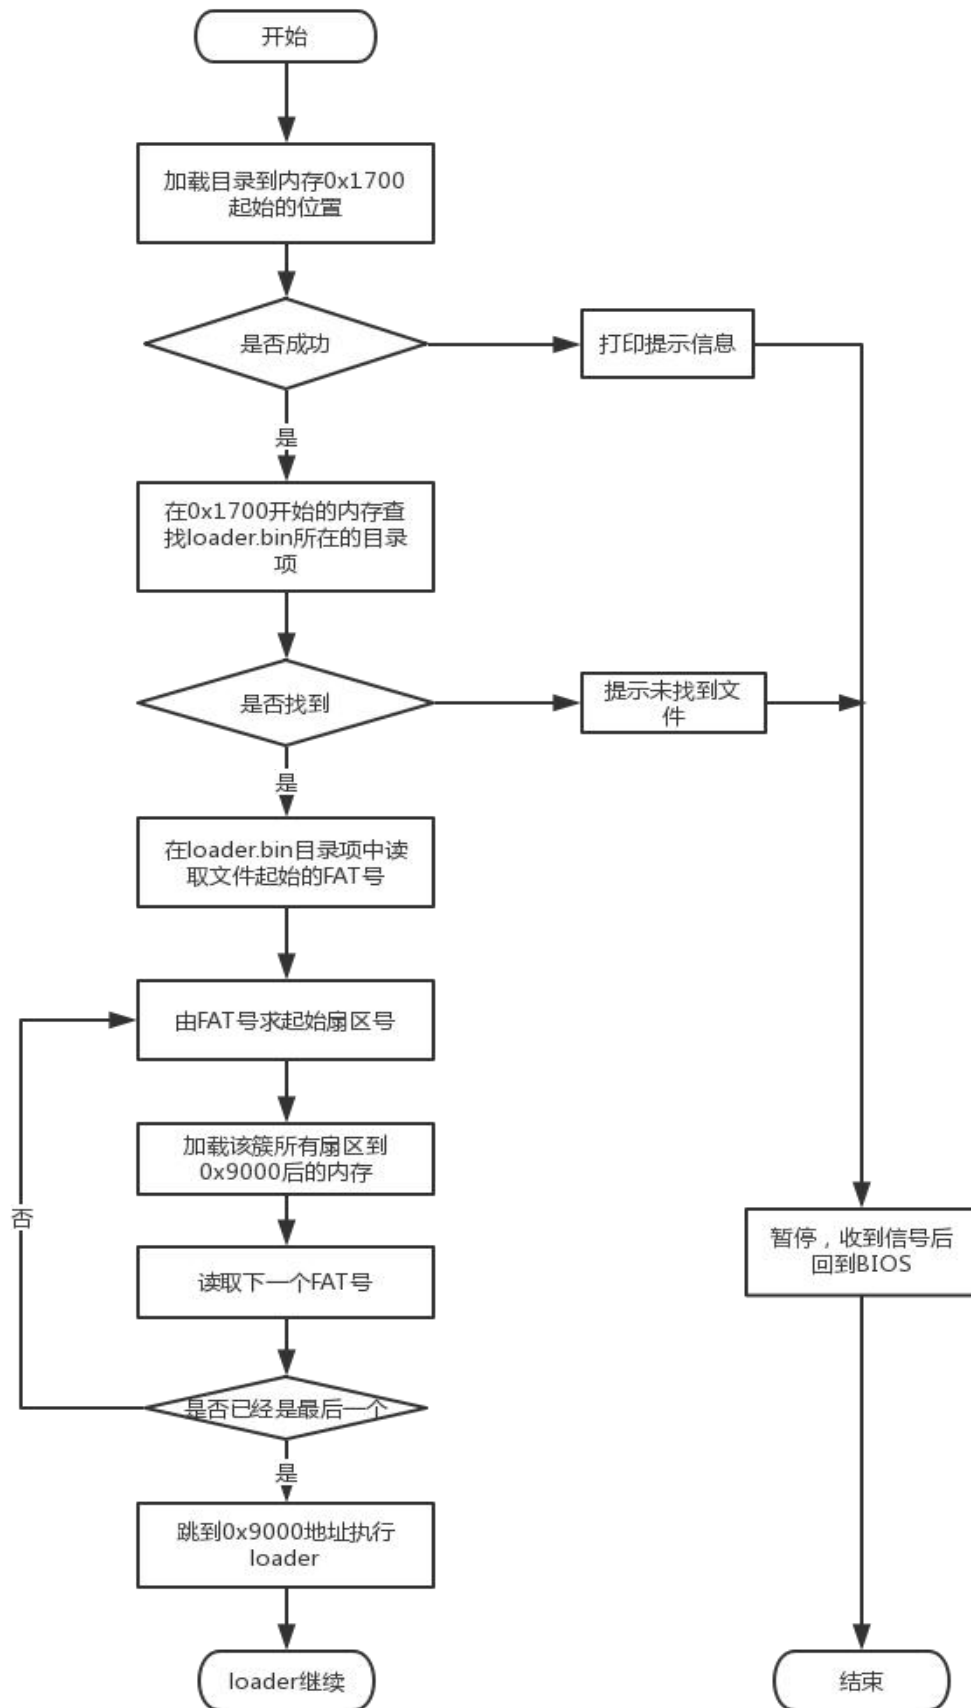 开始
加载目录到内存0x1700
起始的位置
是否成功
打印提示信息
是
在0x1700开始的内存查
找loader.bin所在的目录
项
是否找到
提示未找到文
件
是
在loader.bin目录项中读
取文件起始的FAT号
由FAT号求起始扇区号
加载该簇所有扇区到
0x9000后的内存
否
暂停，收到信号后
回到BIOS
读取下一个FAT号
是否已经是最后一个
是
跳到0x9000地址执行
loader
loader继续
结束